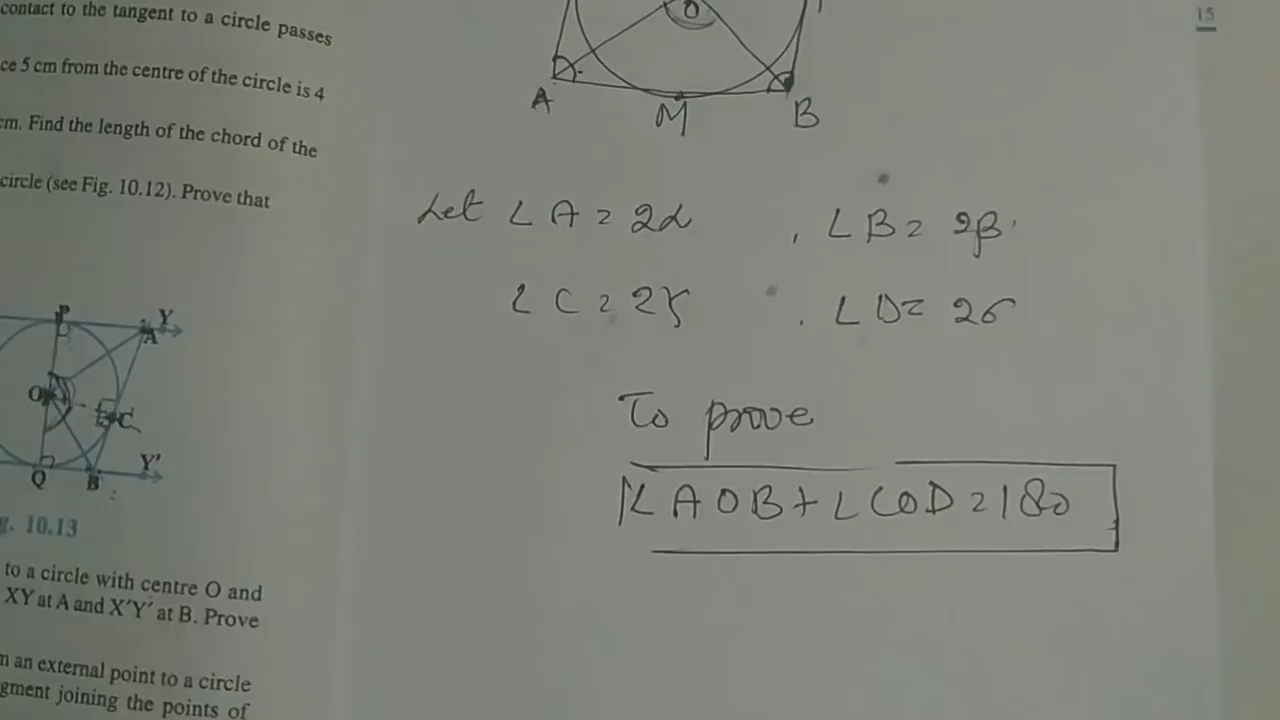 contact to the tangent to a circle passes
ce 5 cm from the centre of the circle is 4
cm. Find the length of the chord of the
circle (see Fig. 10.12). Prove that
P
Y
A
O
C
Q
B
Y'
g. 10.13
to a circle with centre O and
XY at A and X'Y' at B. Prove
n an external point to a circle
gment joining the points of
15
O
A
M
B
Let ∠A = 2α , ∠B = 2β
∠C = 2γ , ∠D = 2σ
To prove
∠AOB + ∠COD = 180